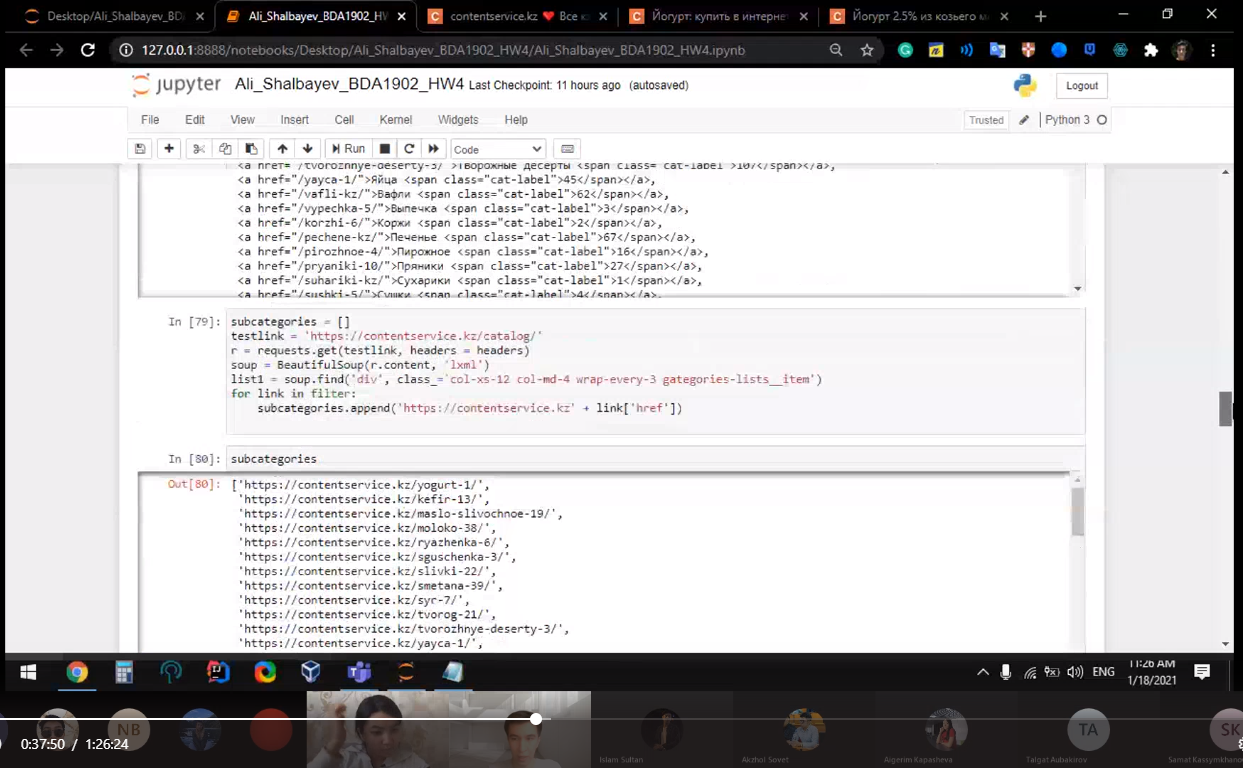 Desktop/Ali_Shalbayev_BDA
Ali_Shalbayev_BDA1902_HW
contentservice.kz ❤ Все к
Йогурт: купить в интернет
Йогурт 2.5% из козьего м
127.0.0.1:8888/notebooks/Desktop/Ali_Shalbayev_BDA1902_HW4/Ali_Shalbayev_BDA1902_HW4.ipynb
jupyter Ali_Shalbayev_BDA1902_HW4 Last Checkpoint: 11 hours ago (autosaved)
Logout
File Edit View Insert Cell Kernel Widgets Help
Trusted
Python 3
Run
Code
<a href="/tvorozhnye-deserty-3/">Творожные десерты <span class="cat-label">107</span></a>,
<a href="/yayca-1/">Яйца <span class="cat-label">45</span></a>,
<a href="/vafli-kz/">Вафли <span class="cat-label">62</span></a>,
<a href="/vypechka-5/">Выпечка <span class="cat-label">3</span></a>,
<a href="/korzhi-6/">Коржи <span class="cat-label">2</span></a>,
<a href="/pechene-kz/">Печенье <span class="cat-label">67</span></a>,
<a href="/pirozhnoe-4/">Пирожное <span class="cat-label">16</span></a>,
<a href="/pryaniki-10/">Пряники <span class="cat-label">27</span></a>,
<a href="/suhariki-kz/">Сухарики <span class="cat-label">1</span></a>,
<a href="/sushki-5/">Сушки <span class="cat-label">4</span></a>,
In [79]: subcategories = []
testlink = 'https://contentservice.kz/catalog/'
r = requests.get(testlink, headers = headers)
soup = BeautifulSoup(r.content, 'lxml')
list1 = soup.find('div', class_='col-xs-12 col-md-4 wrap-every-3 gategories-lists__item')
for link in filter:
subcategories.append('https://contentservice.kz' + link['href'])
In [80]: subcategories
Out[80]: ['https://contentservice.kz/yogurt-1/',
'https://contentservice.kz/kefir-13/',
'https://contentservice.kz/maslo-slivochnoe-19/',
'https://contentservice.kz/moloko-38/',
'https://contentservice.kz/ryazhenka-6/',
'https://contentservice.kz/sguschenka-3/',
'https://contentservice.kz/slivki-22/',
'https://contentservice.kz/smetana-39/',
'https://contentservice.kz/syr-7/',
'https://contentservice.kz/tvorog-21/',
'https://contentservice.kz/tvorozhnye-deserty-3/',
'https://contentservice.kz/yayca-1/',
ENG
11:26 AM
1/18/2021
NB
TA
SK
0:37:50 / 1:26:24
Islam Sultan
Akzhol Sovet
Aigerim Kapasheva
Talgat Aubakirov
Samat Kassymkhano